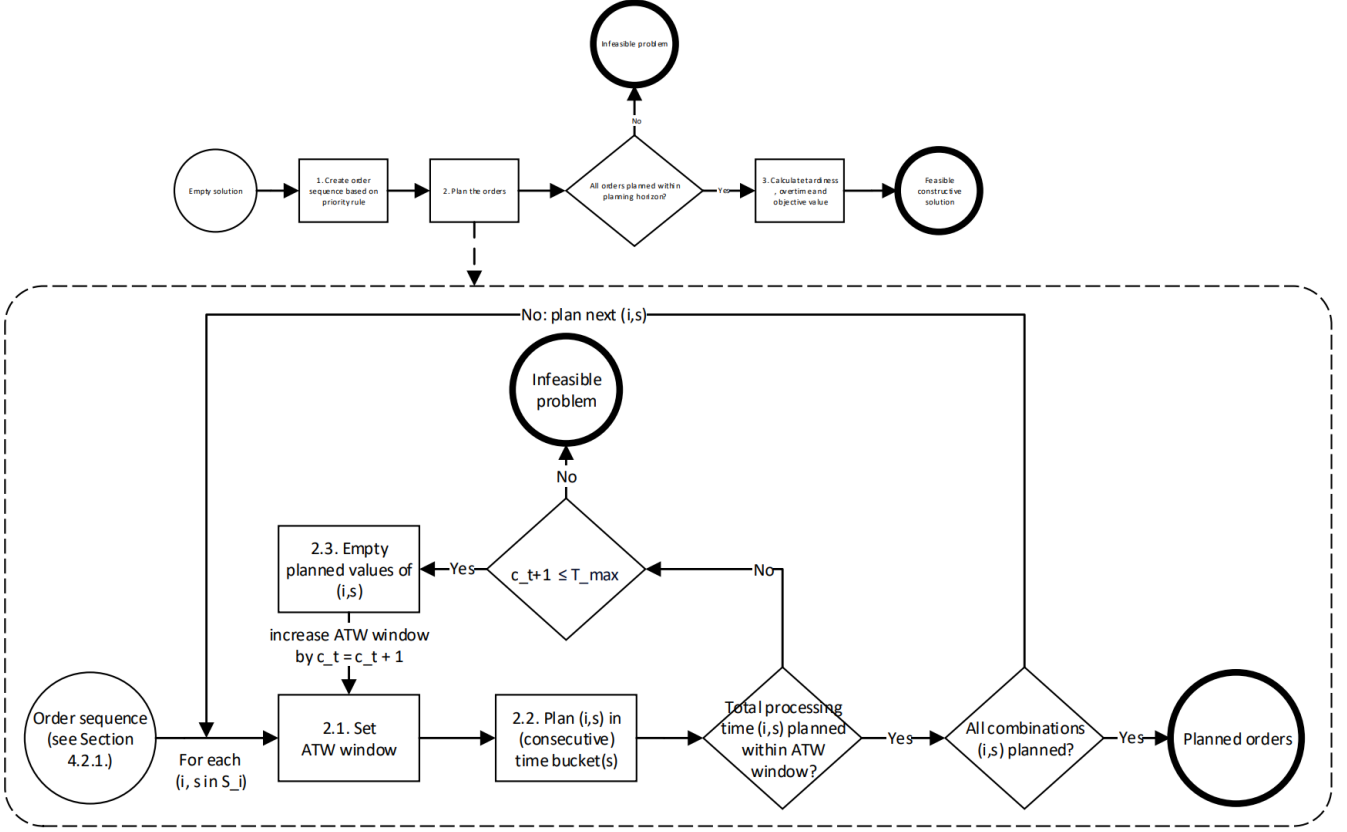 Infeasible problem
No
Empty solution
1. Create order
sequence based on
priority rule
2. Plan the orders
All orders planned within
planning horizon?
Yes
3. Calculate tardiness
, overtime and
objective value
Feasible
constructive
solution
No: plan next (i,s)
Infeasible
problem
No
2.3. Empty
planned values of
(i,s)
Yes
c_t+1 ≤ T_max
No
increase ATW window
by c_t = c_t + 1
Order sequence
(see Section
4.2.1.)
For each
(i, s in S_i)
2.1. Set
ATW window
2.2. Plan (i,s) in
(consecutive)
time bucket(s)
Total processing
time (i,s) planned
within ATW
window?
Yes
All combinations
(i,s) planned?
Yes
Planned orders